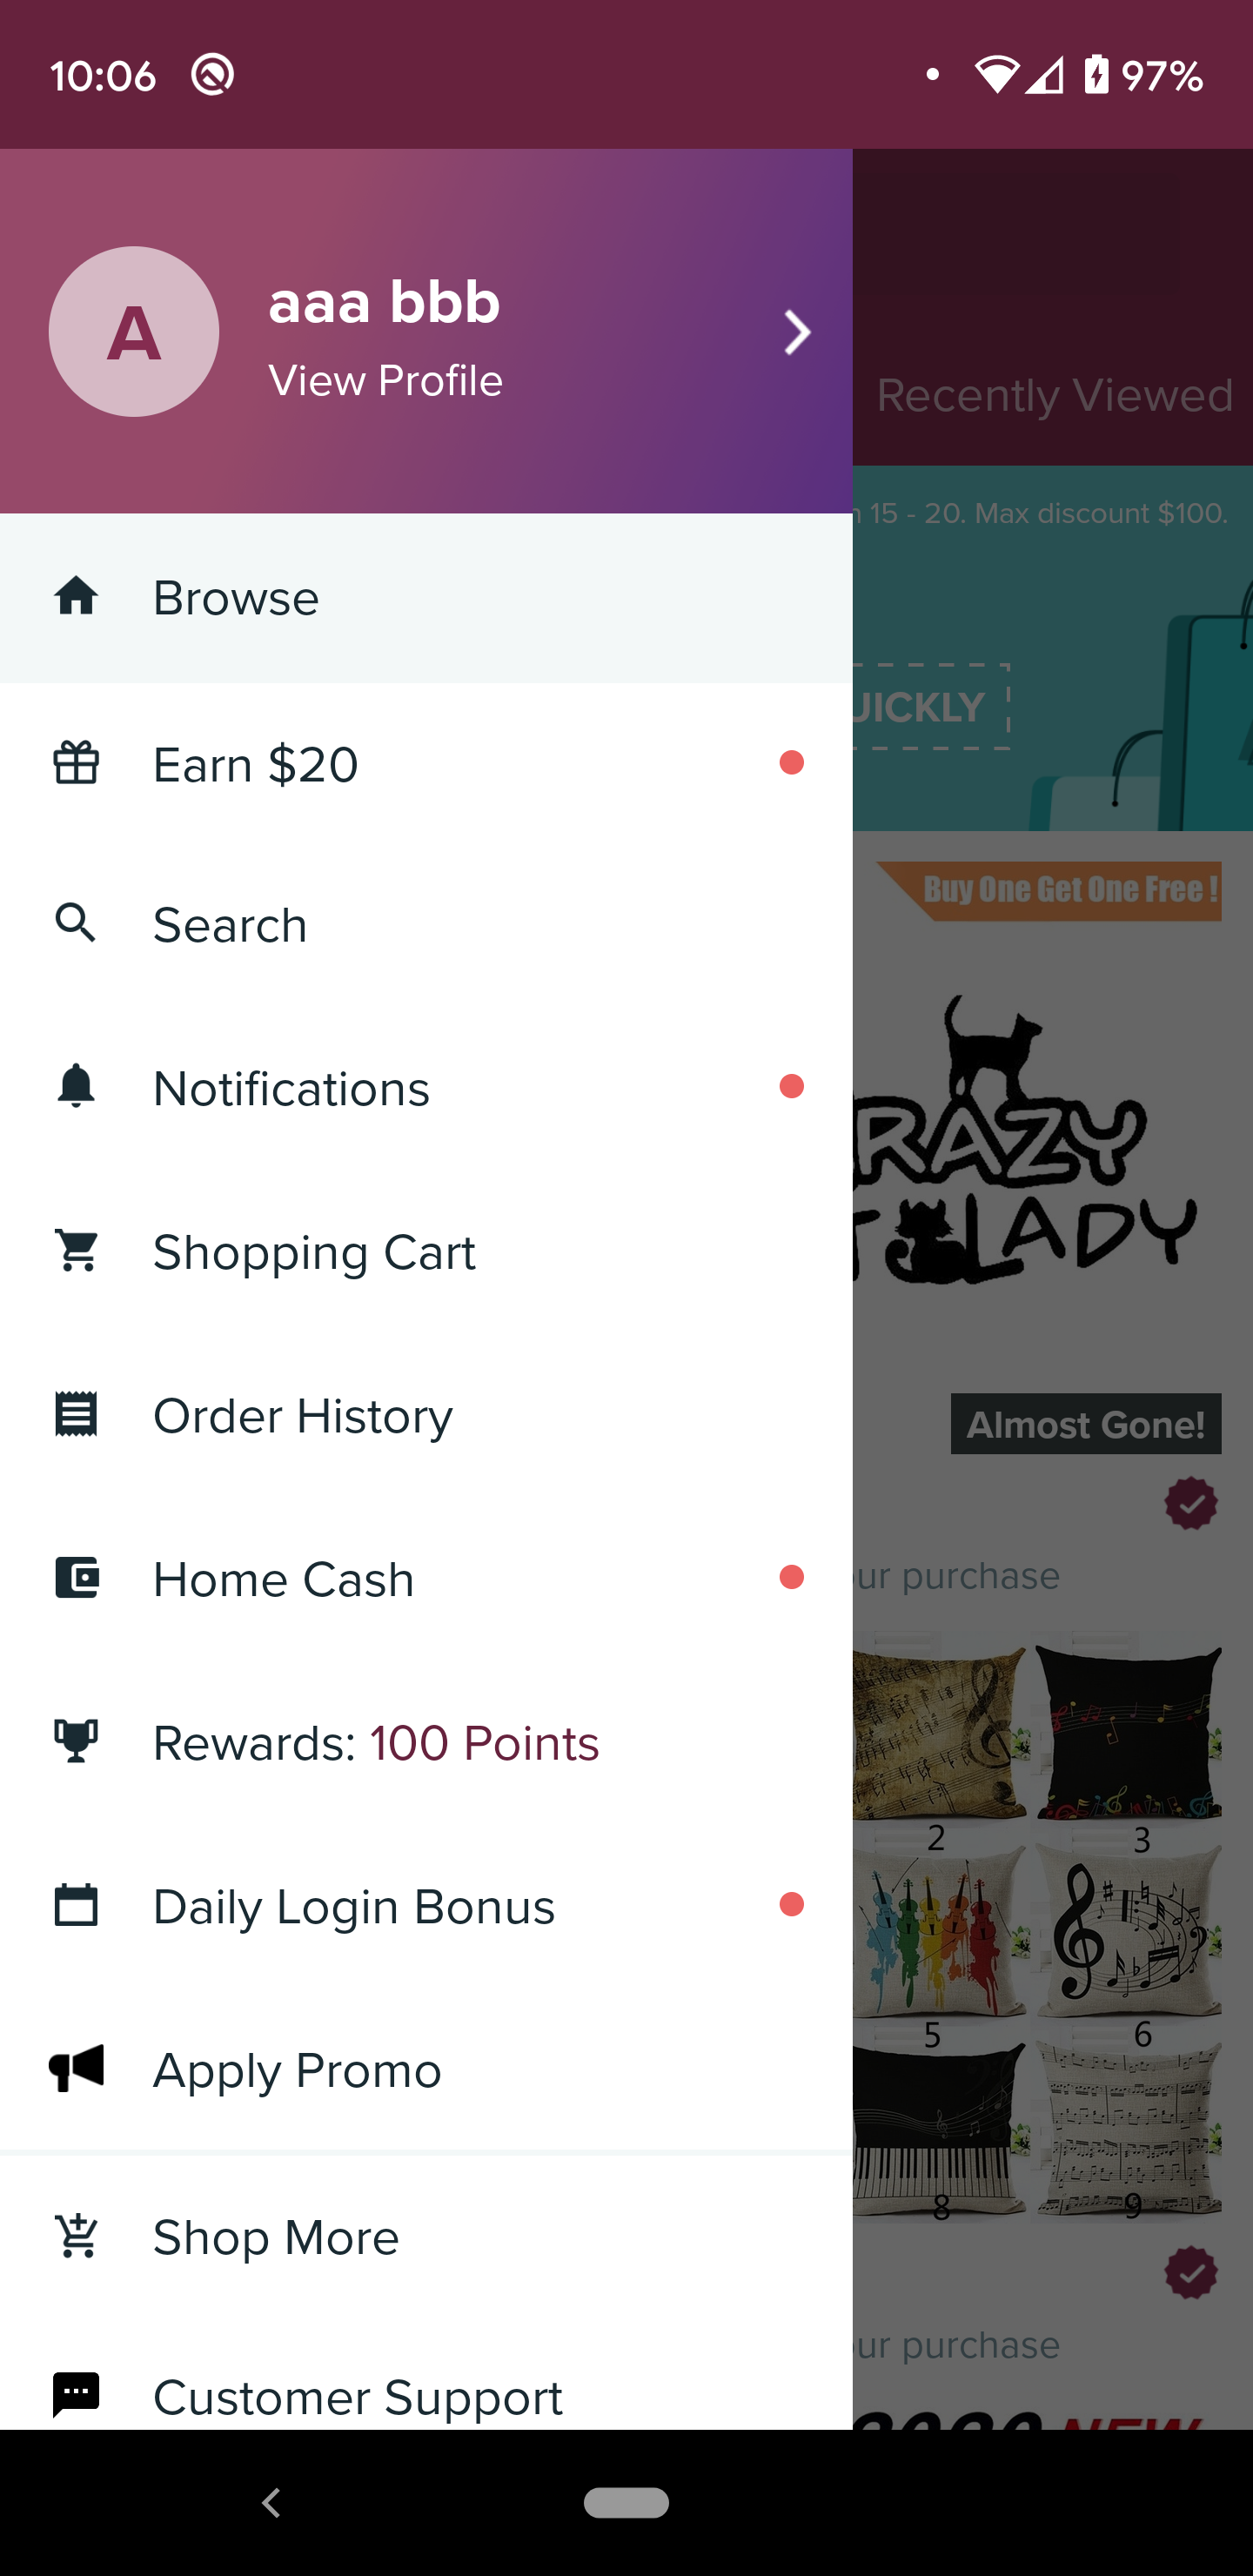 10:06
97%
A
aaa bbb
View Profile
Recently Viewed
15 - 20. Max discount $100.
Browse
UICKLY
Earn $20
Buy One Get One Free !
Search
Notifications
RAZY
LADY
Shopping Cart
Order History
Almost Gone!
Home Cash
ur purchase
Rewards: 100 Points
2
3
Daily Login Bonus
5
6
Apply Promo
8
9
Shop More
ur purchase
Customer Support
NEW